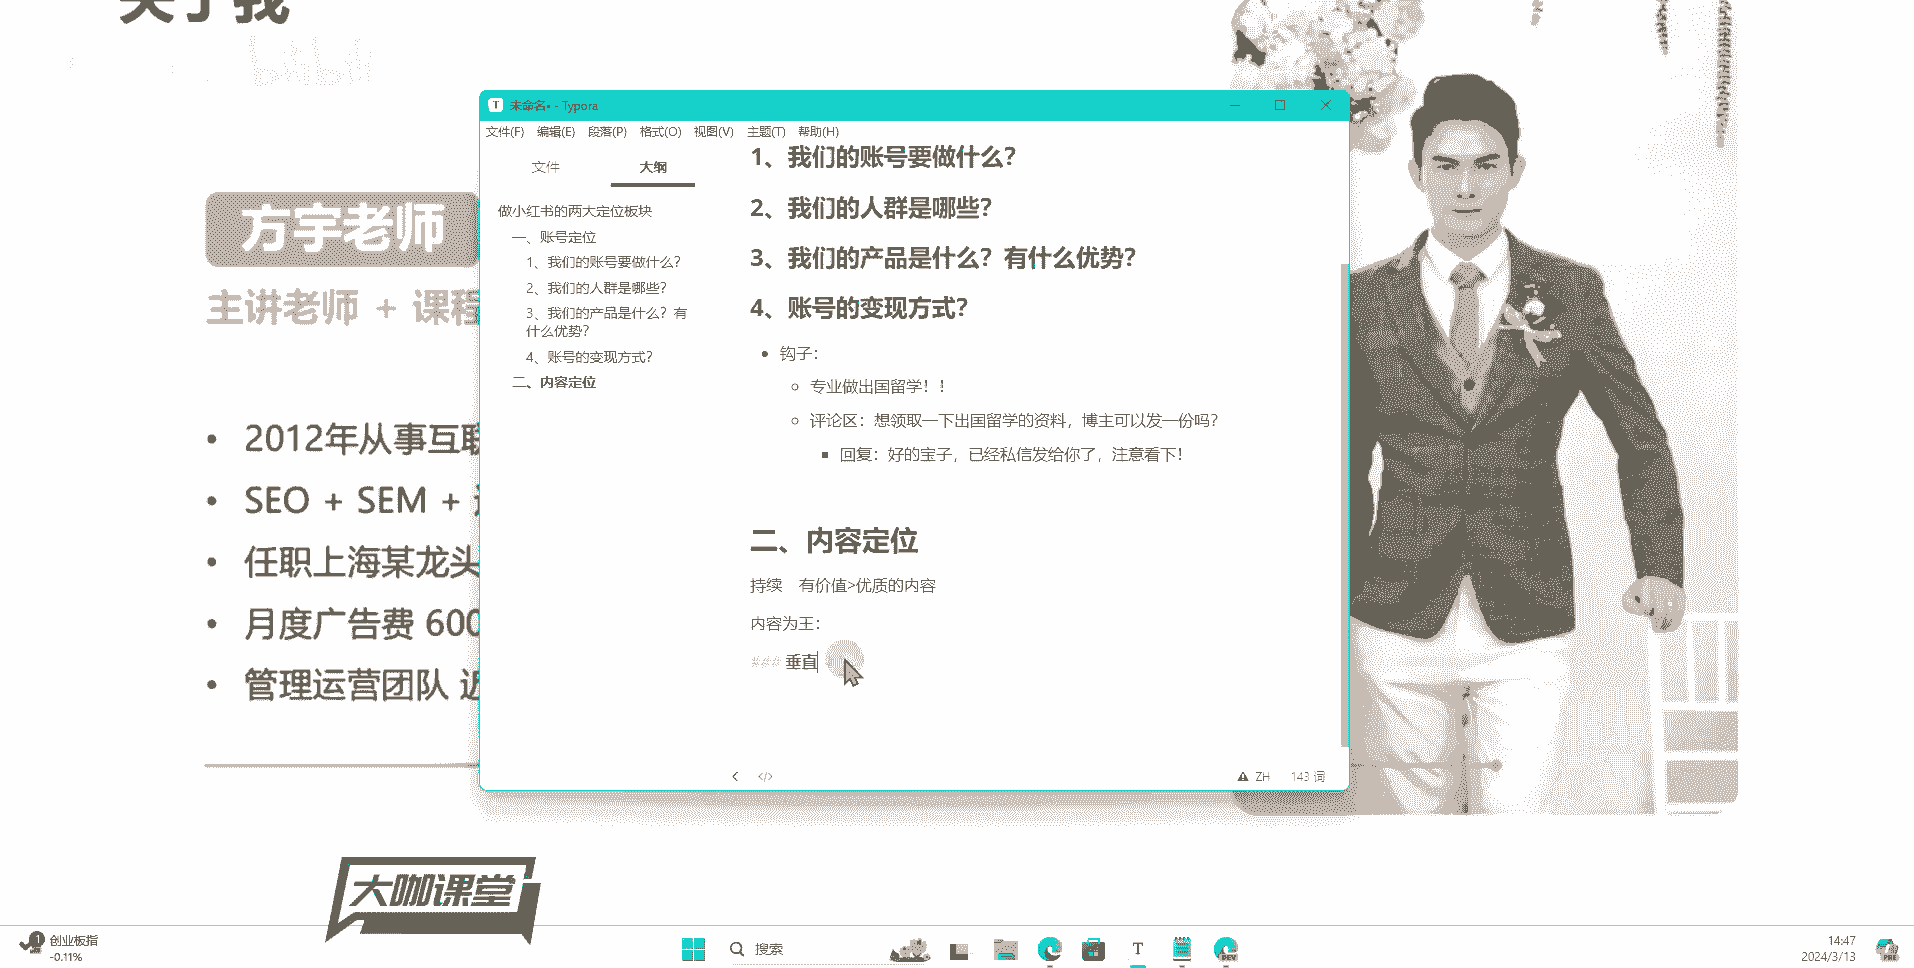 关于我
方宇老师
主讲老师 + 课程
2012年从事互联
SEO + SEM +
任职上海某龙头
月度广告费 600
管理运营团队 近
未命名• - Typora
文件(F) 编辑(E) 段落(P) 格式(O) 视图(V) 主题(T) 帮助(H)
文件 大纲
做小红书的两大定位板块
一、账号定位
1、我们的账号要做什么？
2、我们的人群是哪些？
3、我们的产品是什么？有
什么优势？
4、账号的变现方式？
二、内容定位
1、我们的账号要做什么？
2、我们的人群是哪些？
3、我们的产品是什么？有什么优势？
4、账号的变现方式？
钩子：
专业做出国留学！！
评论区：想领取一下出国留学的资料，博主可以发一份吗？
回复：好的宝子，已经私信发给你了，注意看下！
二、内容定位
持续 有价值>优质的内容
内容为王：
### 垂直
</> ZH 143 词
大咖课堂
1 创业板指
-0.11%
搜索
T
DEV
14:47
2024/3/13
PRE